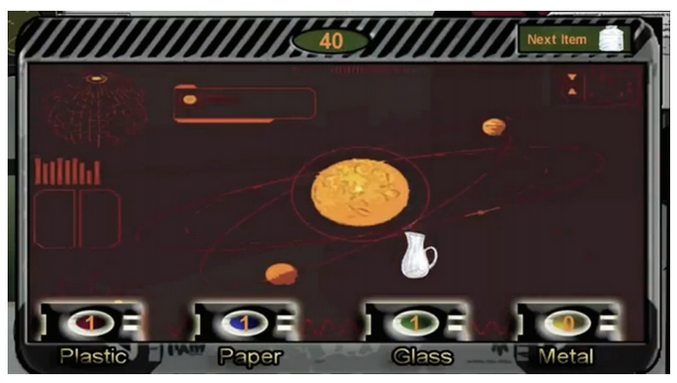 40
Next Item
1
1
1
0
Plastic
Paper
Glass
Metal